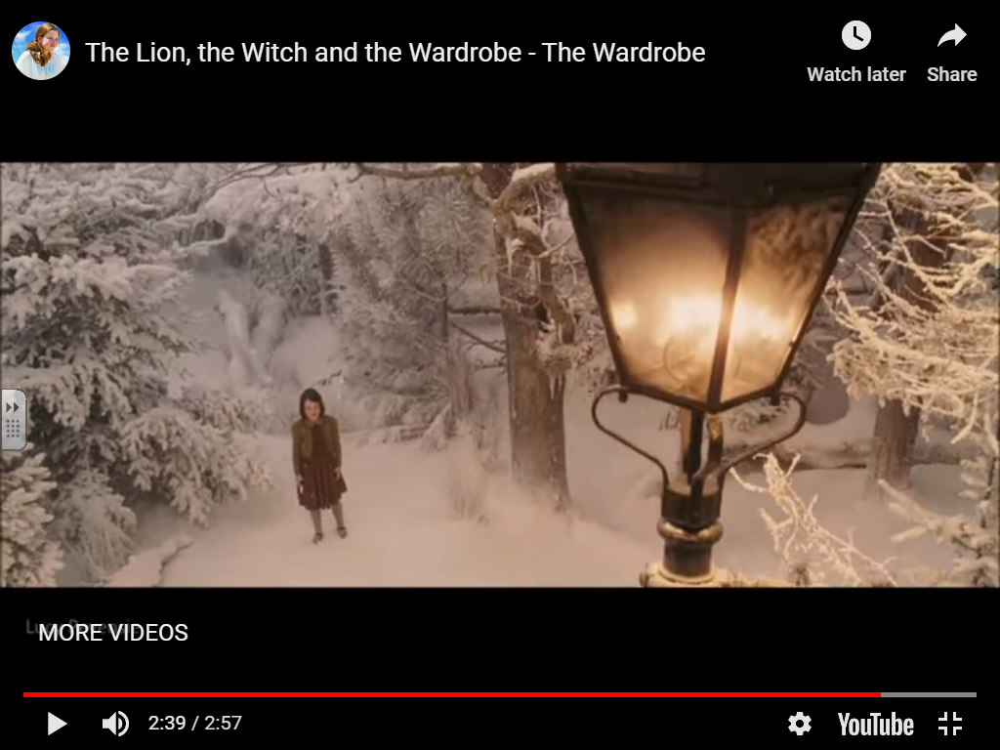 The Lion, the Witch and the Wardrobe - The Wardrobe
Watch later
Share
MORE VIDEOS
2:39 / 2:57
YouTube